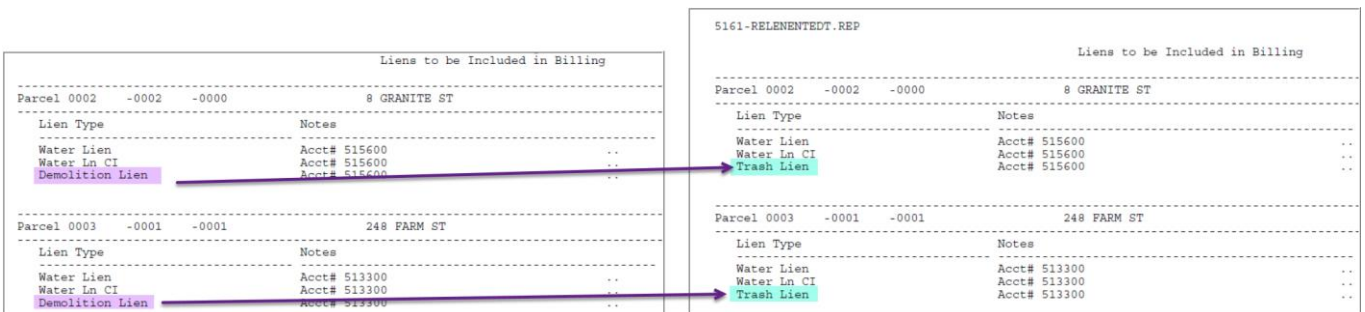 Liens to be Included in Billing
Parcel 0002 -0002 -0000 8 GRANITE ST
Lien Type Notes
Water Lien Acct# 515600 ..
Water Ln CI Acct# 515600 ..
Demolition Lien Acct# 515600 ..
Parcel 0003 -0001 -0001 248 FARM ST
Lien Type Notes
Water Lien Acct# 513300 ..
Water Ln CI Acct# 513300 ..
Demolition Lien Acct# 513300 ..
5161-RELENENTEDT.REP
Liens to be Included in Billing
Parcel 0002 -0002 -0000 8 GRANITE ST
Lien Type Notes
Water Lien Acct# 515600 ..
Water Ln CI Acct# 515600 ..
Trash Lien Acct# 515600 ..
Parcel 0003 -0001 -0001 248 FARM ST
Lien Type Notes
Water Lien Acct# 513300 ..
Water Ln CI Acct# 513300 ..
Trash Lien Acct# 513300 ..